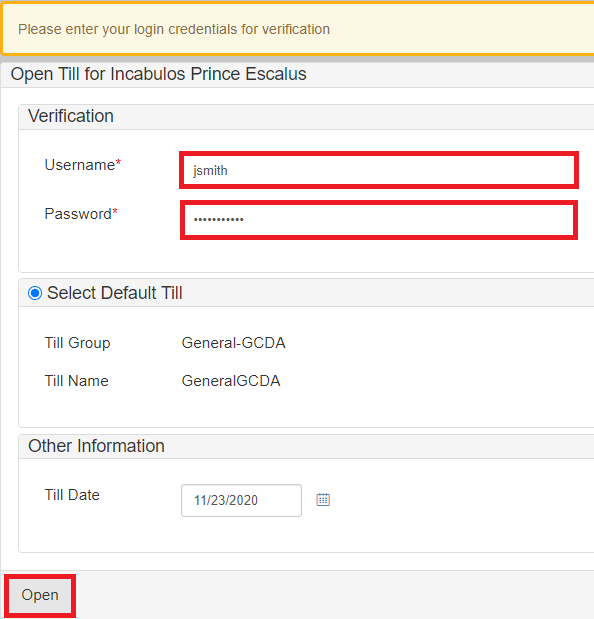 Please enter your login credentials for verification
Open Till for Incabulos Prince Escalus
Verification
Username*
jsmith
Password*
•••••••••••
Select Default Till
Till Group General-GCDA
Till Name GeneralGCDA
Other Information
Till Date 11/23/2020
Open